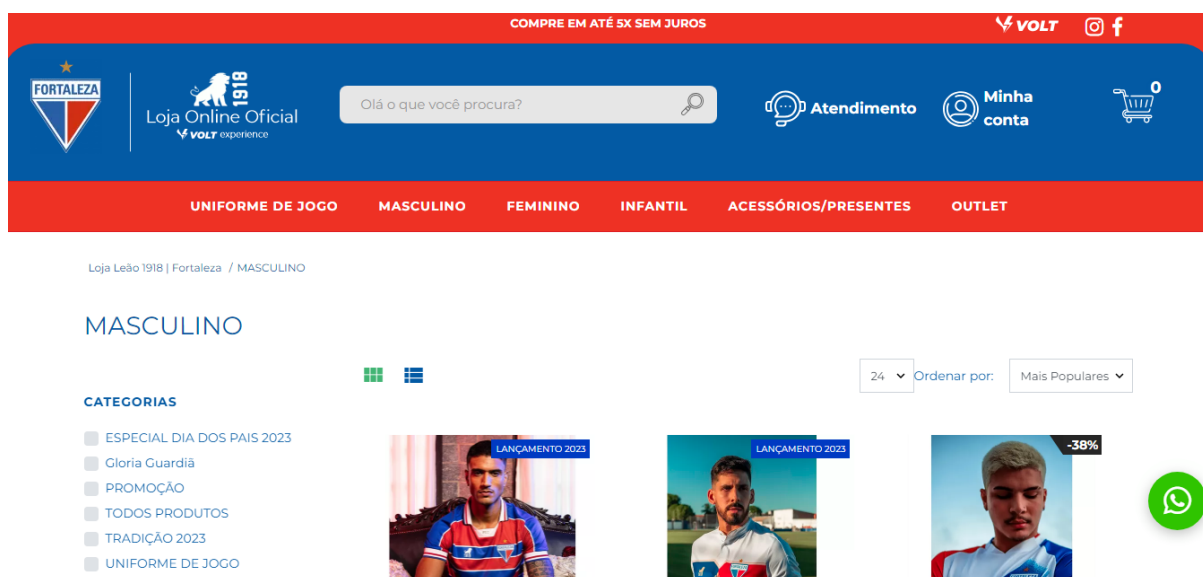 COMPRE EM ATÉ 5X SEM JUROS
VOLT
FORTALEZA
1918
Loja Online Oficial
VOLT experience
Olá o que você procura?
Atendimento
Minha
conta
0
UNIFORME DE JOGO MASCULINO FEMININO INFANTIL ACESSÓRIOS/PRESENTES OUTLET
Loja Leão 1918 | Fortaleza / MASCULINO
MASCULINO
24 Ordenar por: Mais Populares
CATEGORIAS
ESPECIAL DIA DOS PAIS 2023
Gloria Guardiã
PROMOÇÃO
TODOS PRODUTOS
TRADIÇÃO 2023
UNIFORME DE JOGO
LANÇAMENTO 2023
LANÇAMENTO 2023
-38%